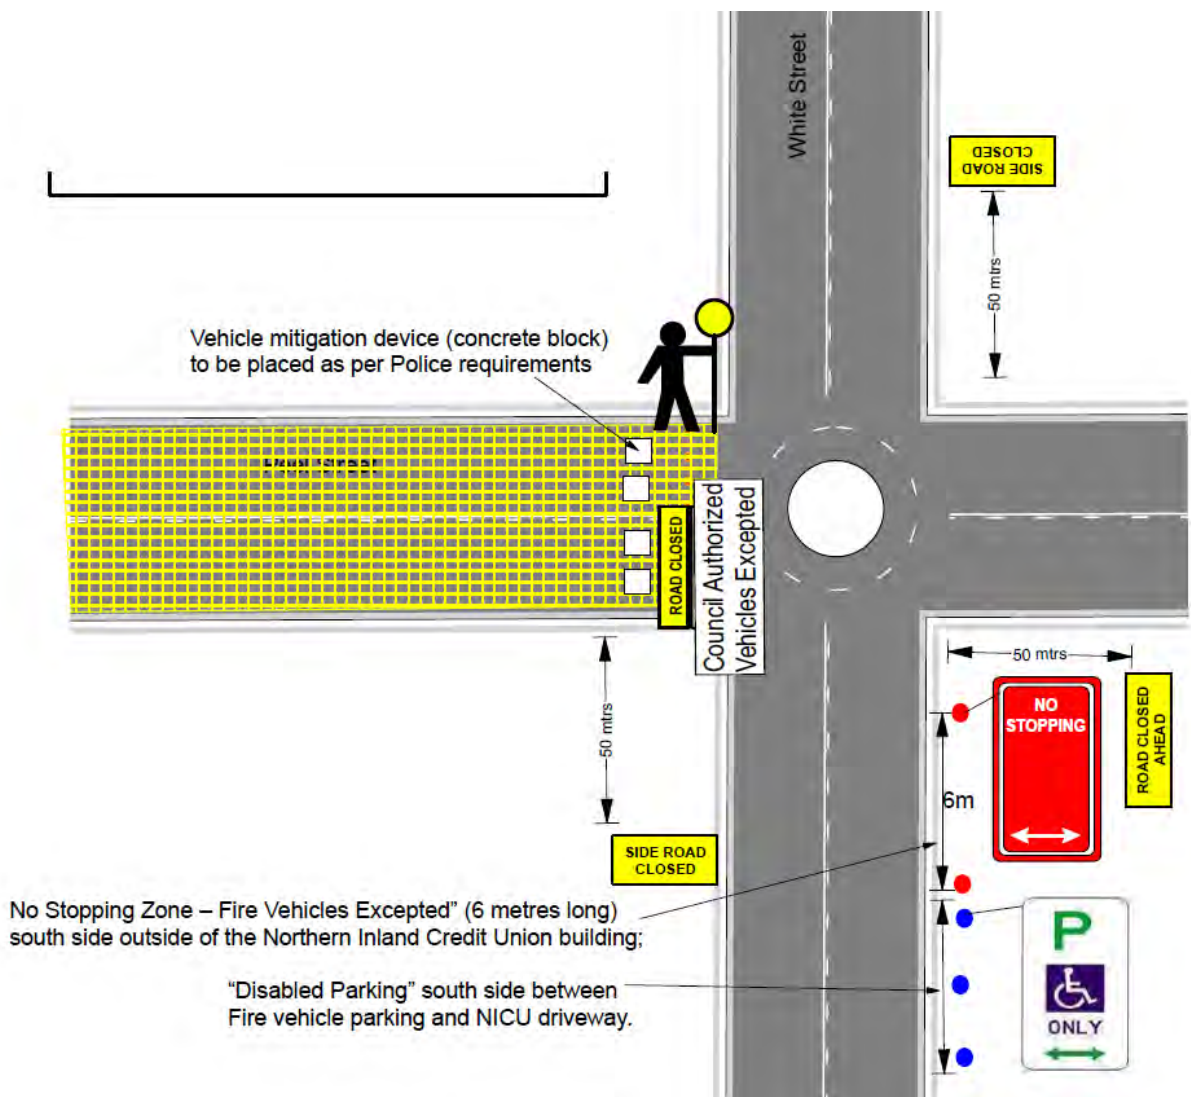 White Street
SIDE ROAD
CLOSED
50 mtrs
Vehicle mitigation device (concrete block)
to be placed as per Police requirements
Peel Street
ROAD CLOSED
Council Authorized
Vehicles Excepted
50 mtrs
50 mtrs
NO
STOPPING
ROAD CLOSED
AHEAD
6m
SIDE ROAD
CLOSED
No Stopping Zone – Fire Vehicles Excepted” (6 metres long)
south side outside of the Northern Inland Credit Union building;
P
ONLY
“Disabled Parking” south side between
Fire vehicle parking and NICU driveway.